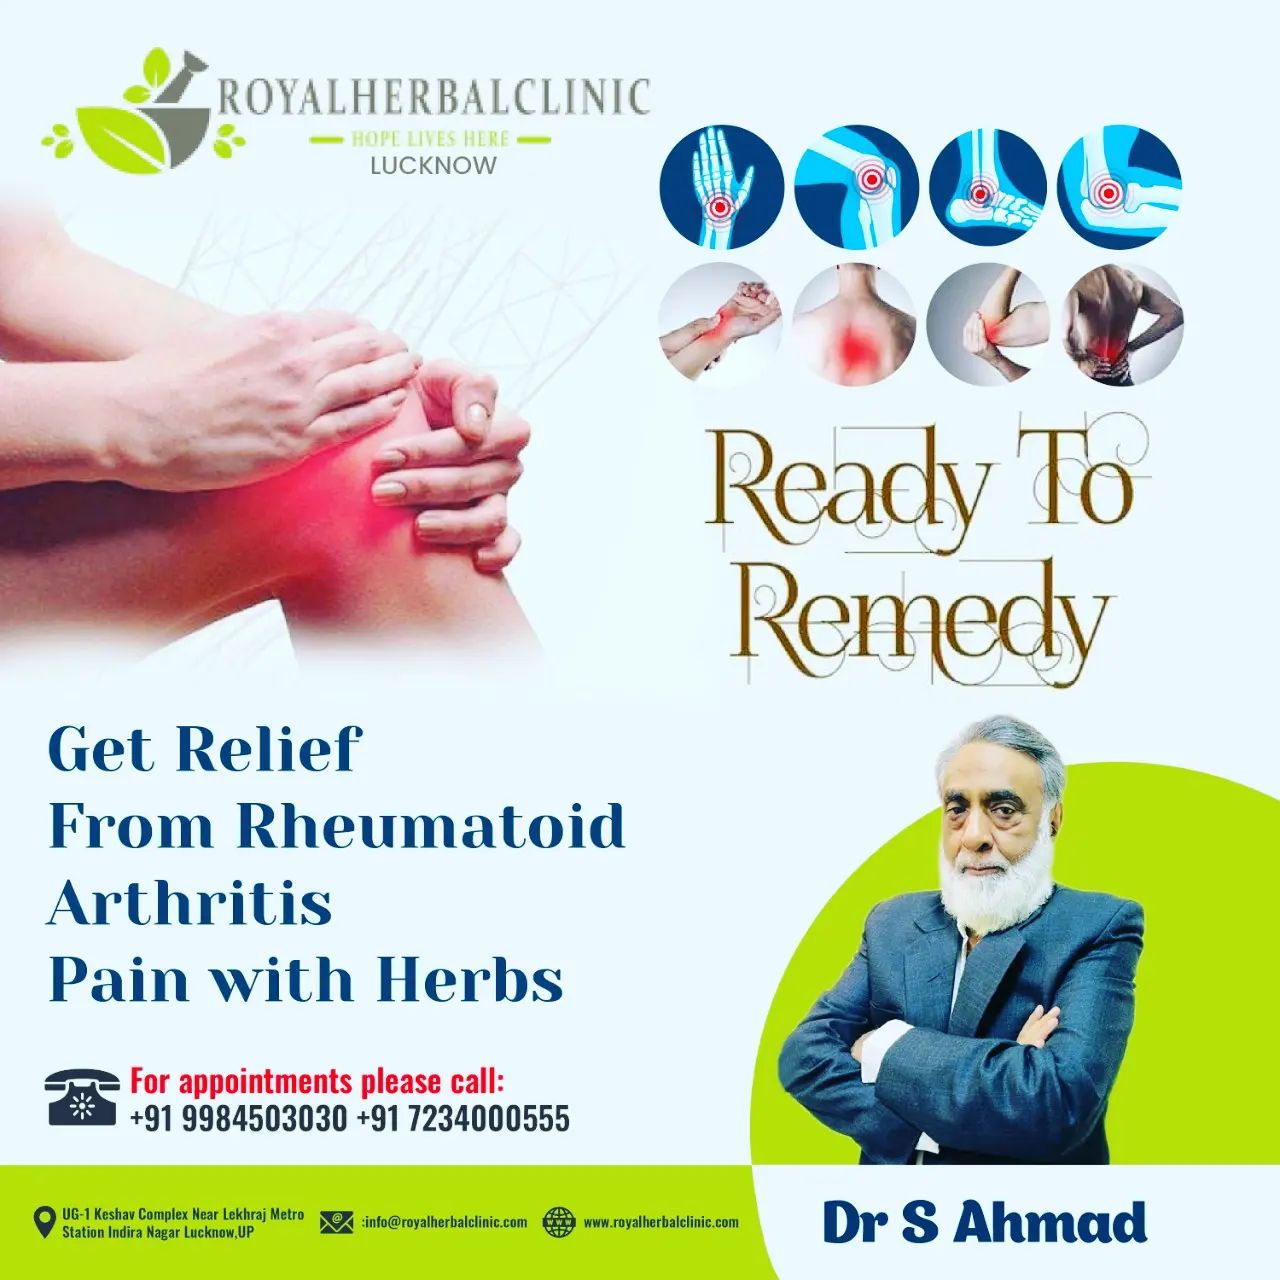 ROYALHERBALCLINIC
HOPE LIVES HERE
LUCKNOW
Ready To
Remedy
Get Relief
From Rheumatoid
Arthritis
Pain with Herbs
For appointments please call:
+91 9984503030 +91 7234000555
UG-1 Keshav Complex Near Lekhraj Metro
Station Indira Nagar Lucknow,UP
:info@royalherbalclinic.com
www.royalherbalclinic.com
Dr S Ahmad